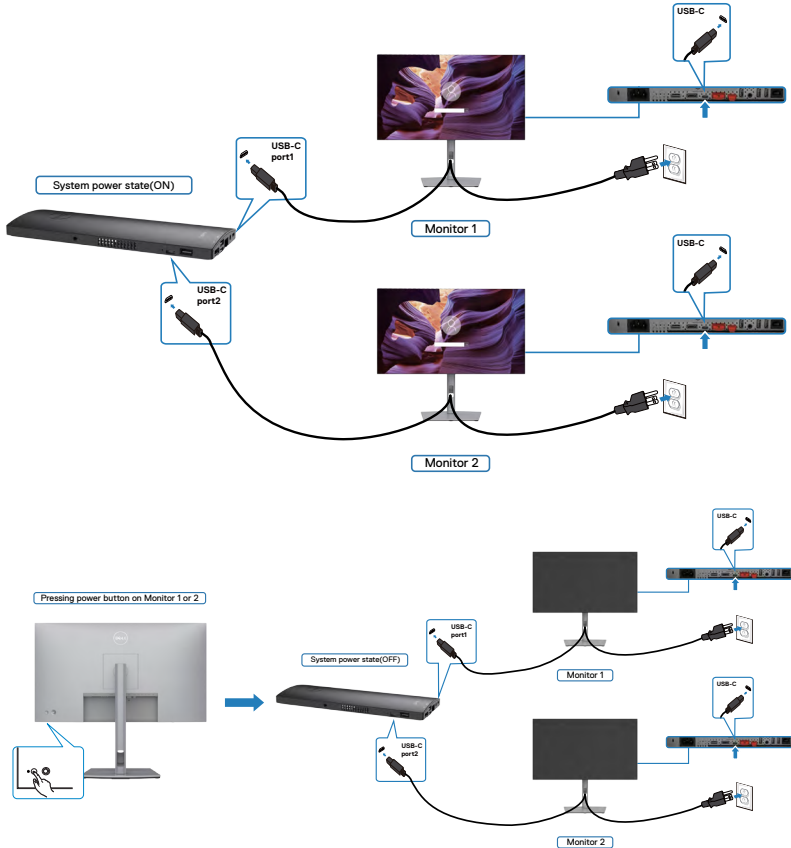 USB-C
USB-C
port1
System power state(ON)
Monitor 1
USB-C
USB-C
port2
Monitor 2
USB-C
Pressing power button on Monitor 1 or 2
DELL
USB-C
port1
System power state(OFF)
Monitor 1
USB-C
USB-C
port2
Monitor 2